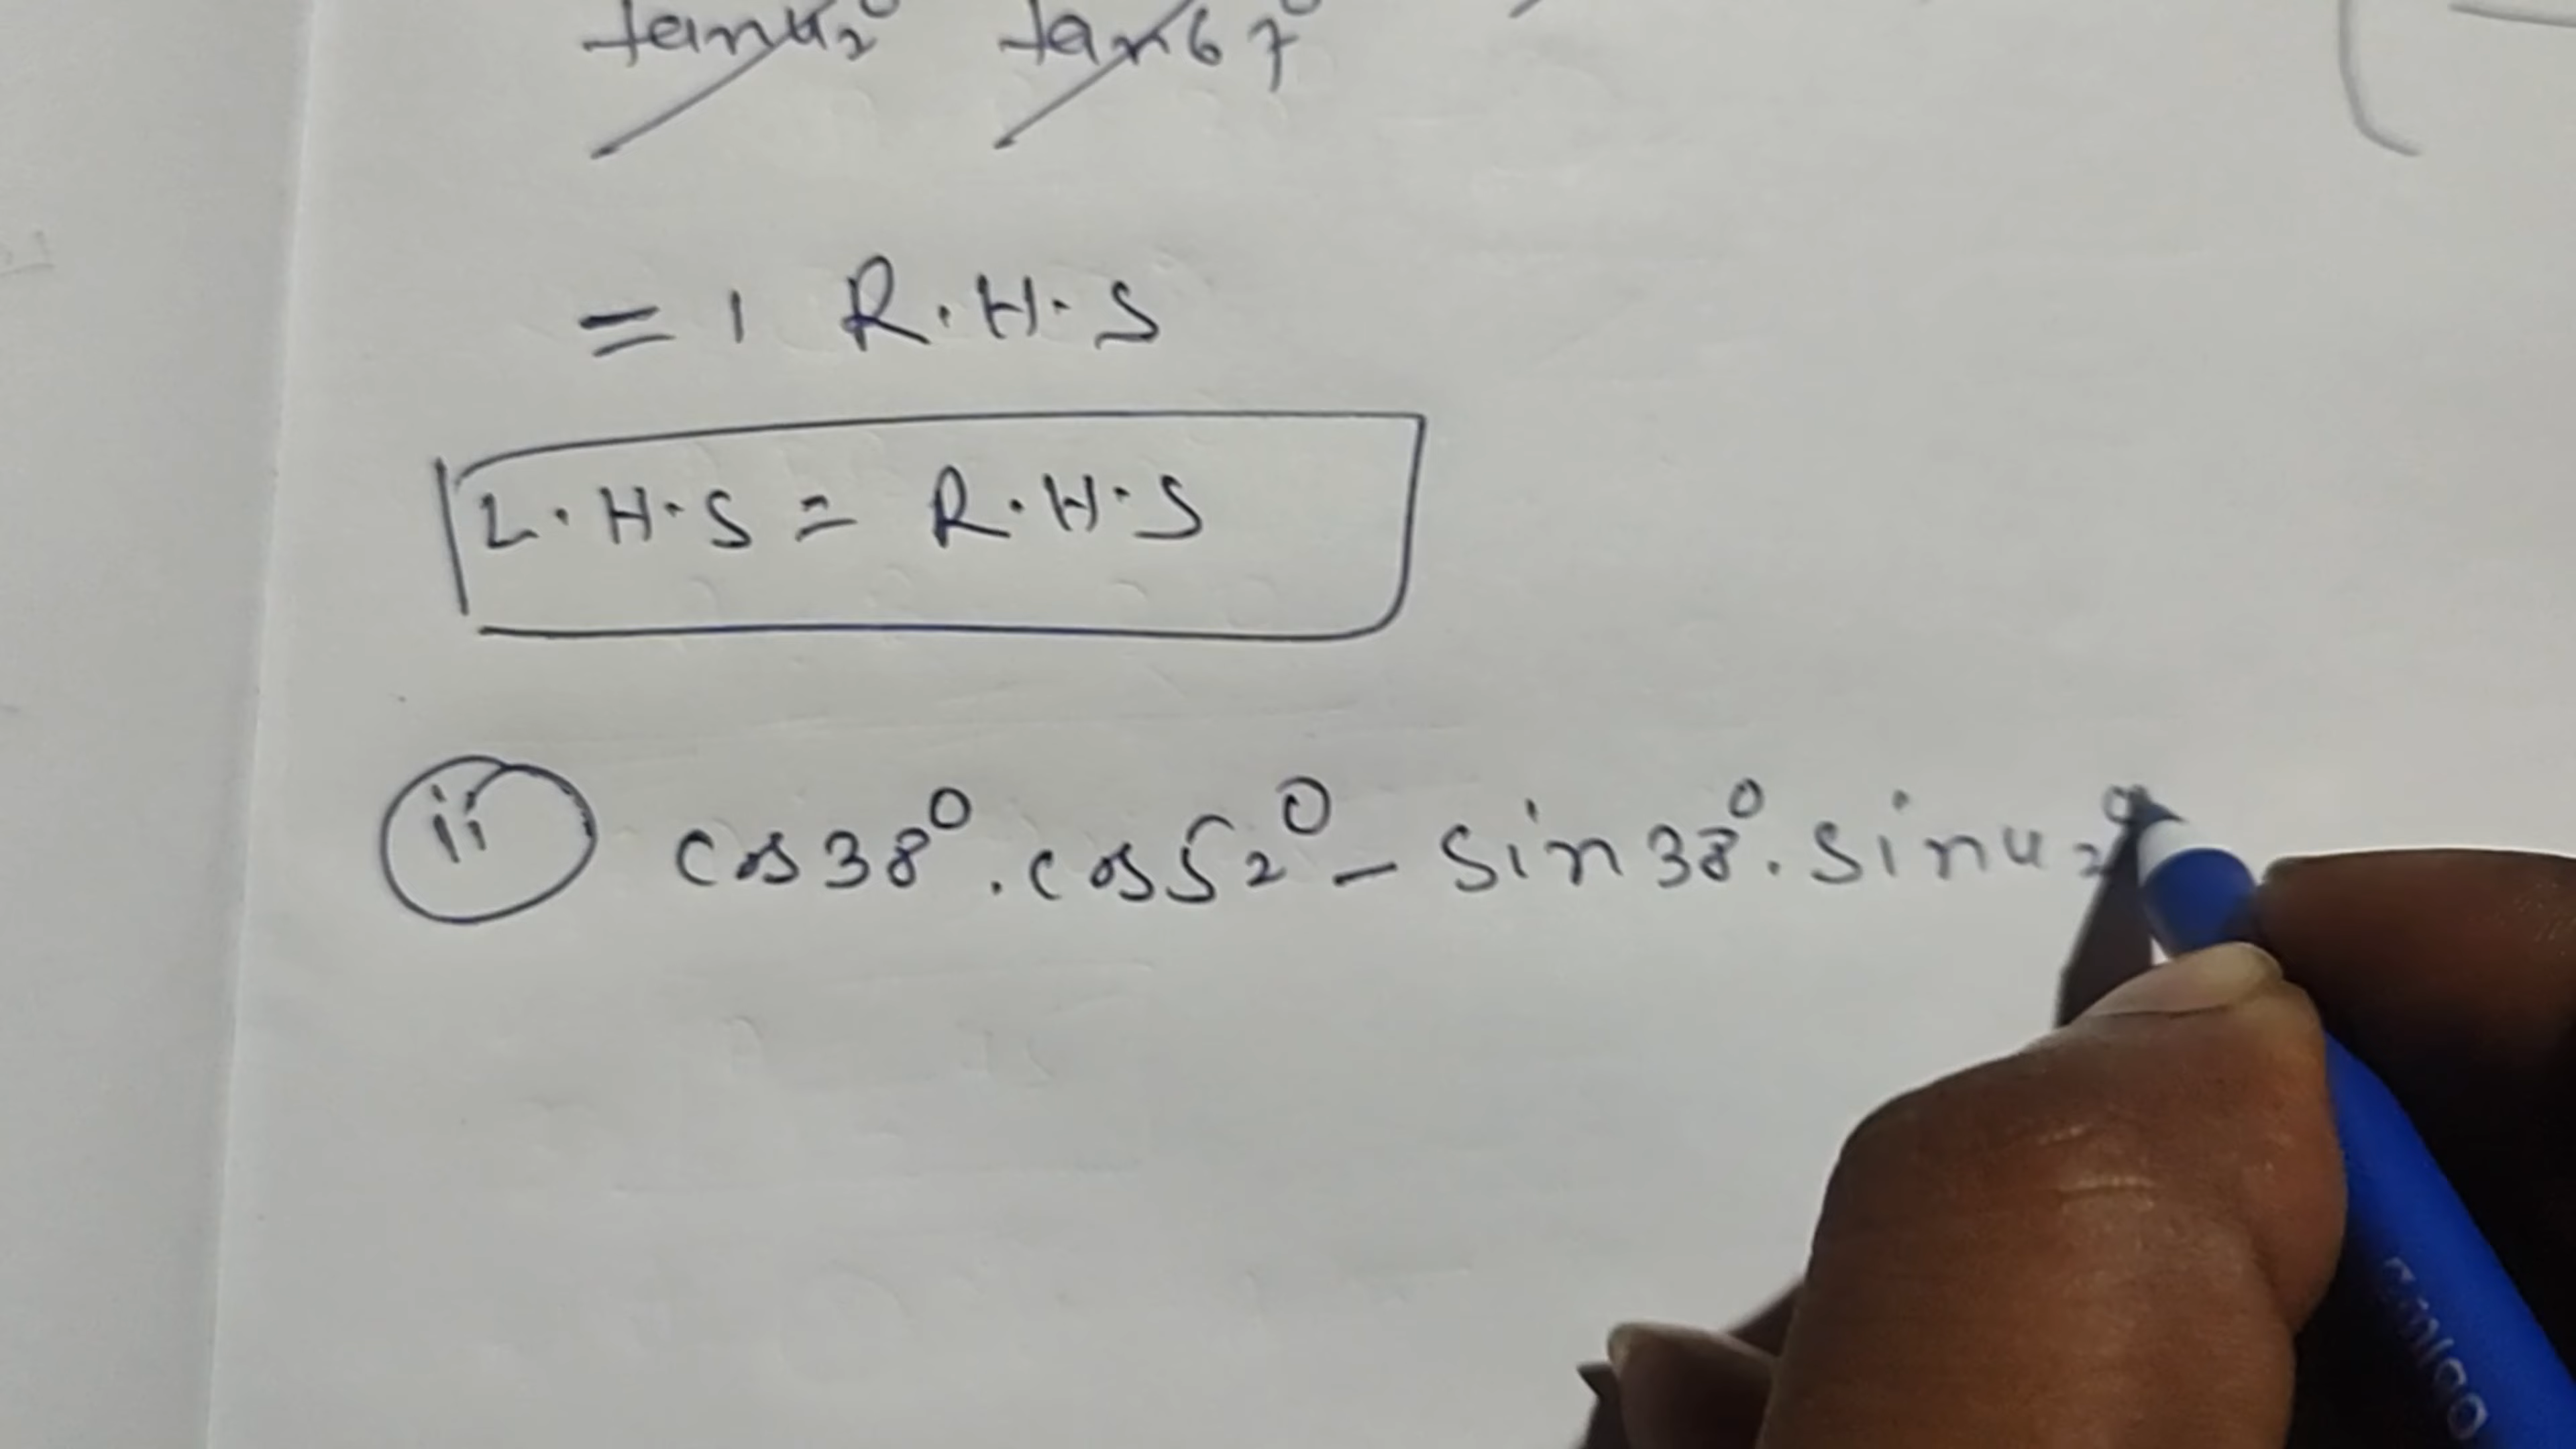 tan42° tan67°
= 1 R.H.S
L.H.S = R.H.S
ii cos38°.cos52° - sin38°.sin42°